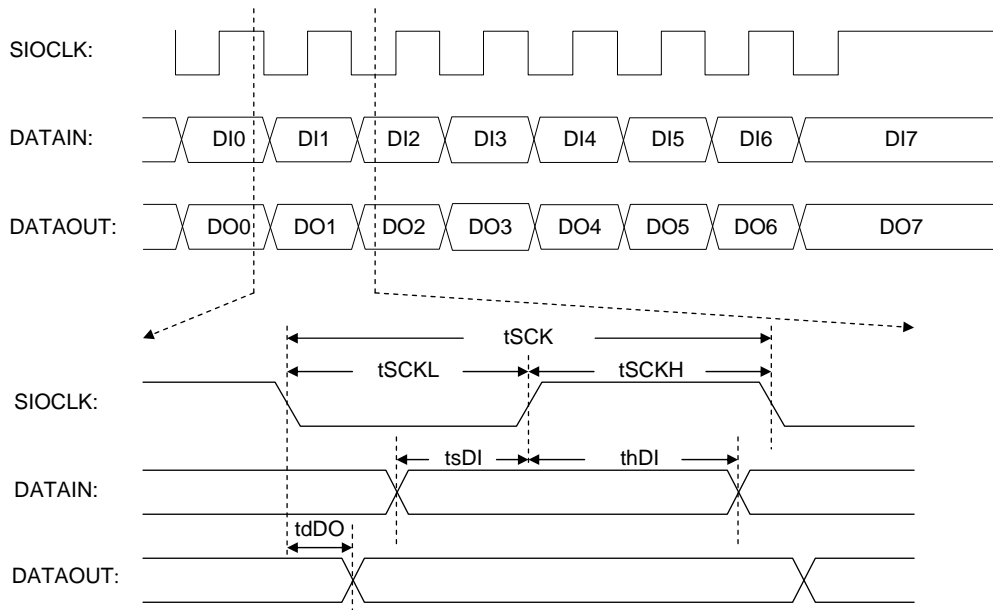 SIOCLK:
DATAIN: DI0 DI1 DI2 DI3 DI4 DI5 DI6 DI7
DATAOUT: DO0 DO1 DO2 DO3 DO4 DO5 DO6 DO7
tSCK
tSCKL tSCKH
SIOCLK:
tsDI thDI
DATAIN:
tdDO
DATAOUT: